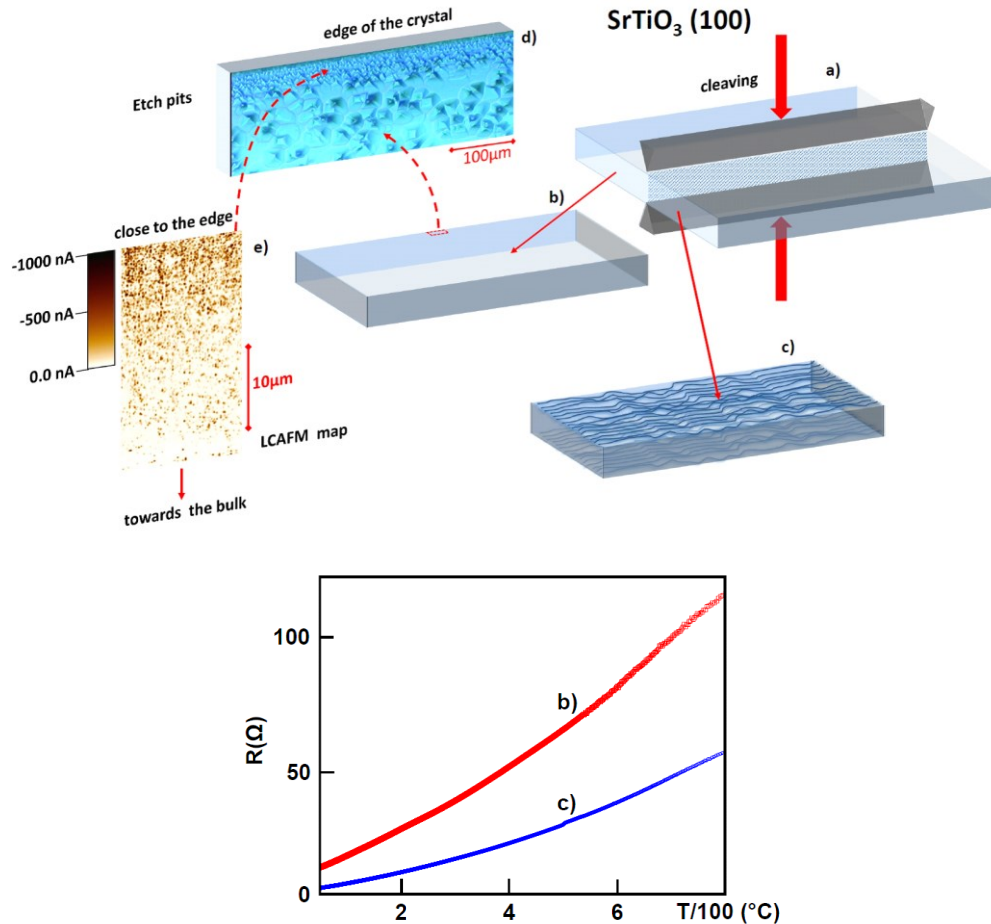 SrTiO₃ (100)
edge of the crystal
d)
Etch pits
100μm
cleaving
a)
b)
close to the edge
e)
-1000 nA
-500 nA
0.0 nA
10μm
LCAFM map
towards the bulk
c)
100
50
0
R(Ω)
b)
c)
2
4
6
T/100 (°C)